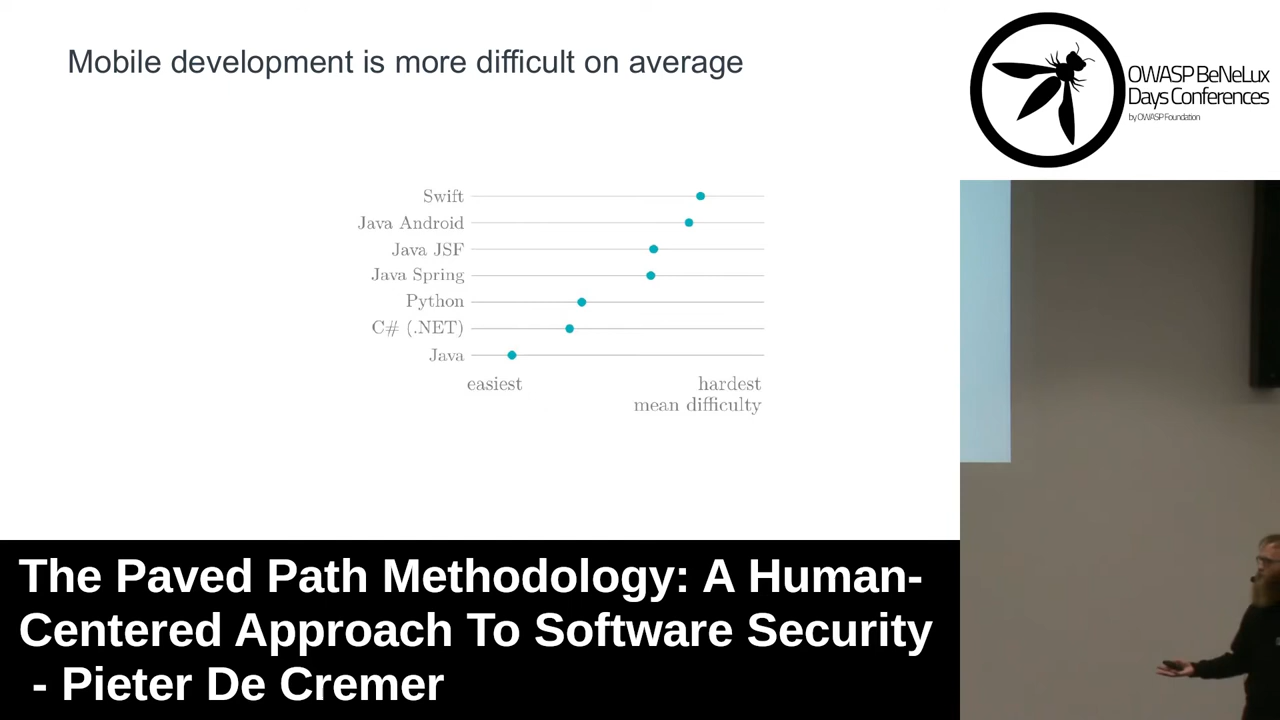 Mobile development is more difficult on average
OWASP BeNeLux
Days Conferences
by OWASP Foundation
Swift
Java Android
Java JSF
Java Spring
Python
C# (.NET)
Java
easiest
hardest
mean difficulty
The Paved Path Methodology: A Human-
Centered Approach To Software Security
- Pieter De Cremer